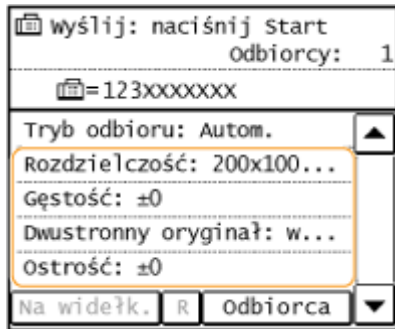 Wyślij: naciśnij Start
Odbiorcy: 1
=123xxxxxxx
Tryb odbioru: Autom.
Rozdzielczość: 200x100...
Gęstość: ±0
Dwustronny oryginał: w...
Ostrość: ±0
Na widełk. R Odbiorca